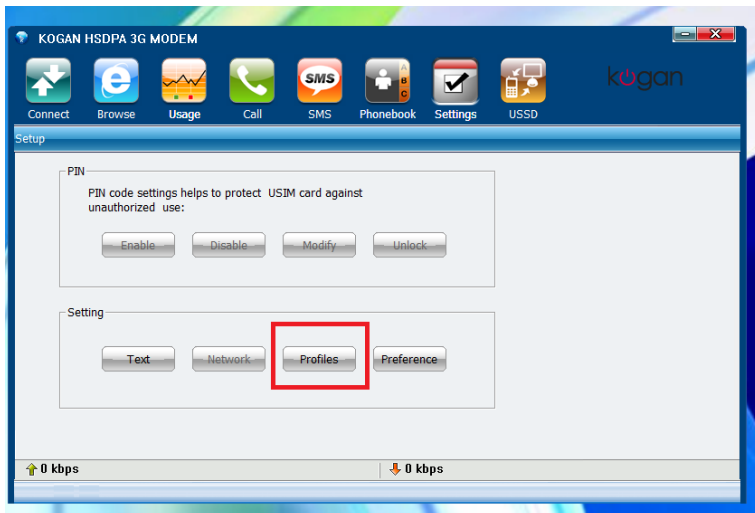 KOGAN HSDPA 3G MODEM
SMS
A
B
C
kogan
Connect Browse Usage Call SMS Phonebook Settings USSD
Setup
PIN
PIN code settings helps to protect USIM card against
unauthorized use:
Enable Disable Modify Unlock
Setting
Text Network Profiles Preference
0 kbps 0 kbps